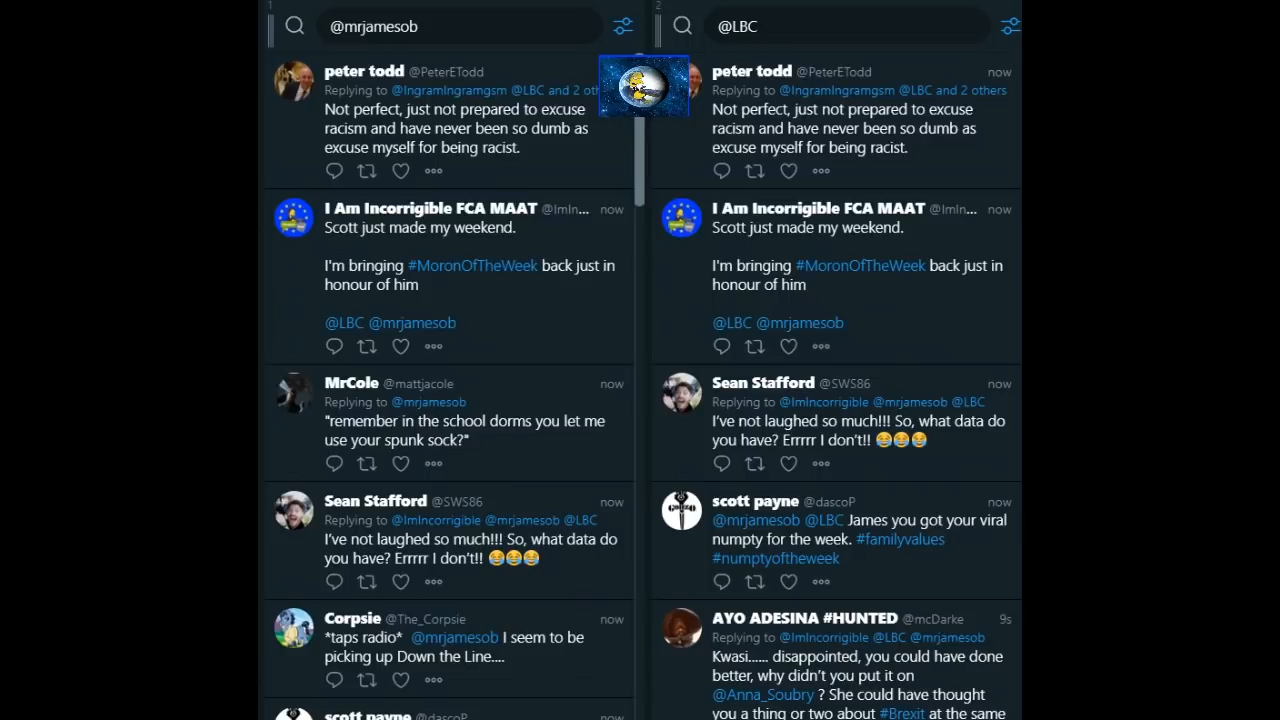 1
@mrjamesob
peter todd @PeterETodd
Replying to @IngramIngramgsm @LBC and 2 oth
Not perfect, just not prepared to excuse
racism and have never been so dumb as
excuse myself for being racist.
I Am Incorrigible FCA MAAT @ImIn... now
Scott just made my weekend.
I'm bringing #MoronOfTheWeek back just in
honour of him
@LBC @mrjamesob
MrCole @mattjacole now
Replying to @mrjamesob
"remember in the school dorms you let me
use your spunk sock?"
Sean Stafford @SWS86 now
Replying to @ImIncorrigible @mrjamesob @LBC
I've not laughed so much!!! So, what data do
you have? Errrrr I don't!! 😂😂😂
Corpsie @The_Corpsie now
*taps radio* @mrjamesob I seem to be
picking up Down the Line....
scott payne @dascoP now
2
@LBC
peter todd @PeterETodd now
Replying to @IngramIngramgsm @LBC and 2 others
Not perfect, just not prepared to excuse
racism and have never been so dumb as
excuse myself for being racist.
I Am Incorrigible FCA MAAT @ImIn... now
Scott just made my weekend.
I'm bringing #MoronOfTheWeek back just in
honour of him
@LBC @mrjamesob
Sean Stafford @SWS86 now
Replying to @ImIncorrigible @mrjamesob @LBC
I've not laughed so much!!! So, what data do
you have? Errrrr I don't!! 😂😂😂
scott payne @dascoP now
@mrjamesob @LBC James you got your viral
numpty for the week. #familyvalues
#numptyoftheweek
AYO ADESINA #HUNTED @mcDarke 9s
Replying to @ImIncorrigible @LBC @mrjamesob
Kwasi...... disappointed, you could have done
better, why didn't you put it on
@Anna_Soubry ? She could have thought
you a thing or two about #Brexit at the same